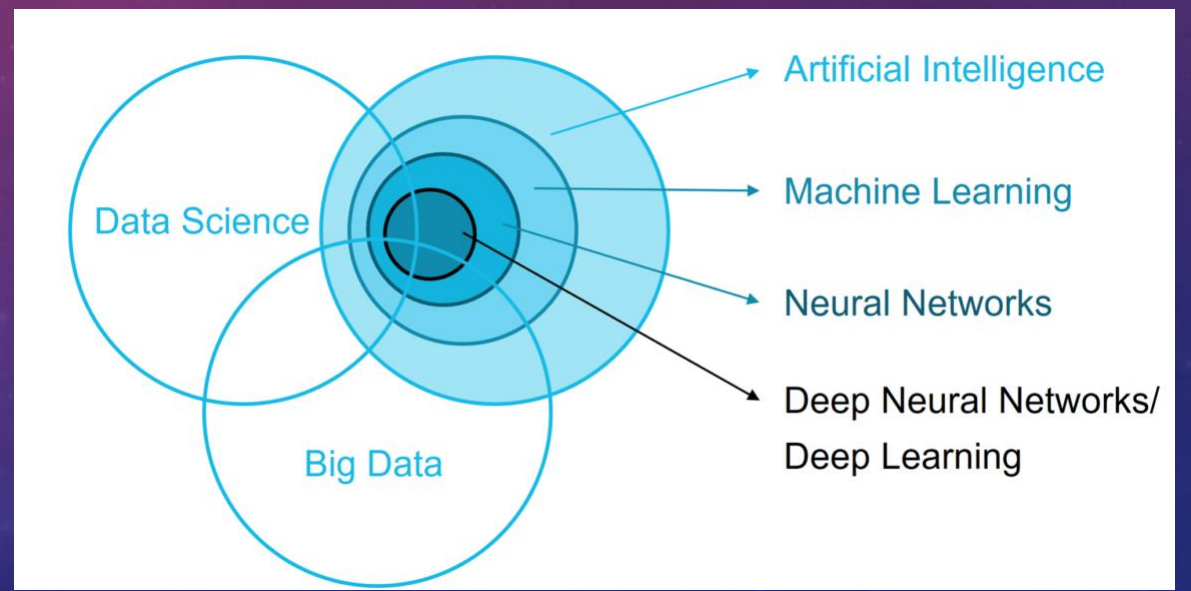 Data Science
Big Data
Artificial Intelligence
Machine Learning
Neural Networks
Deep Neural Networks/
Deep Learning